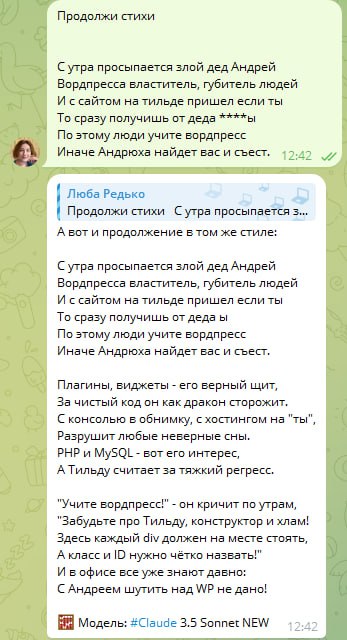 Продолжи стихи
С утра просыпается злой дед Андрей
Вордпресса властитель, губитель людей
И с сайтом на тильде пришел если ты
То сразу получишь от деда ****ы
По этому люди учите вордпресс
Иначе Андрюха найдет вас и съест.
12:42
Люба Редько
Продолжи стихи С утра просыпается з...
А вот и продолжение в том же стиле:
С утра просыпается злой дед Андрей
Вордпресса властитель, губитель людей
И с сайтом на тильде пришел если ты
То сразу получишь от деда ы
По этому люди учите вордпресс
Иначе Андрюха найдет вас и съест.
Плагины, виджеты - его верный щит,
За чистый код он как дракон сторожит.
С консолью в обнимку, с хостингом на "ты",
Разрушит любые неверные сны.
PHP и MySQL - вот его интерес,
А Тильду считает за тяжкий регресс.
"Учите вордпресс!" - он кричит по утрам,
"Забудьте про Тильду, конструктор и хлам!
Здесь каждый div должен на месте стоять,
А класс и ID нужно чётко назвать!"
И в офисе все уже знают давно:
С Андреем шутить над WP не дано!
Модель: #Claude 3.5 Sonnet NEW
12:42